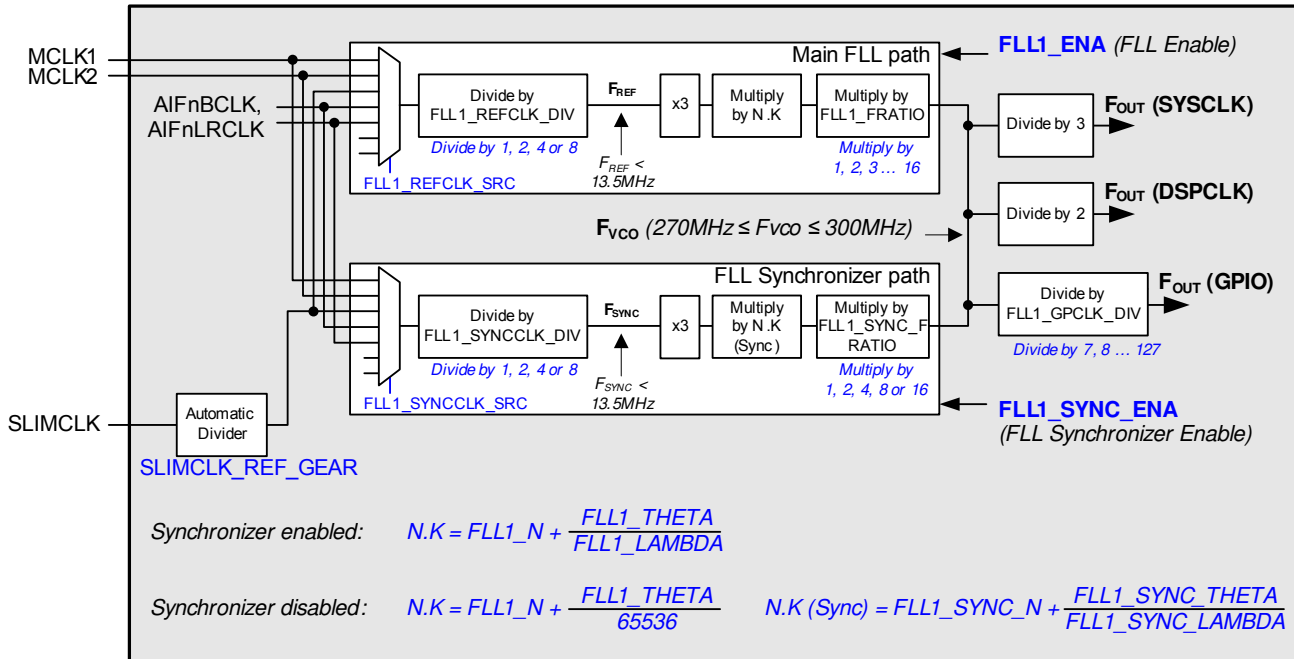 MCLK1
MCLK2
AIFnBCLK,
AIFnLRCLK
SLIMCLK
Automatic
Divider
SLIMCLK_REF_GEAR
Main FLL path
Divide by
FLL1_REFCLK_DIV
Divide by 1, 2, 4 or 8
FLL1_REFCLK_SRC
FREF
FREF <
13.5MHz
x3
Multiply
by N.K
Multiply by
FLL1_FRATIO
Multiply by
1, 2, 3 … 16
FLL1_ENA (FLL Enable)
FVCO (270MHz ≤ Fvco ≤ 300MHz)
Divide by 3
FOUT (SYSCLK)
Divide by 2
FOUT (DSPCLK)
Divide by
FLL1_GPCLK_DIV
Divide by 7, 8 … 127
FOUT (GPIO)
FLL Synchronizer path
Divide by
FLL1_SYNCCLK_DIV
Divide by 1, 2, 4 or 8
FLL1_SYNCCLK_SRC
FSYNC
FSYNC <
13.5MHz
x3
Multiply
by N.K
(Sync)
Multiply by
FLL1_SYNC_F
RATIO
Multiply by
1, 2, 4, 8 or 16
FLL1_SYNC_ENA
(FLL Synchronizer Enable)
Synchronizer enabled: N.K = FLL1_N + FLL1_THETA
FLL1_LAMBDA
Synchronizer disabled: N.K = FLL1_N + FLL1_THETA
65536
N.K (Sync) = FLL1_SYNC_N + FLL1_SYNC_THETA
FLL1_SYNC_LAMBDA